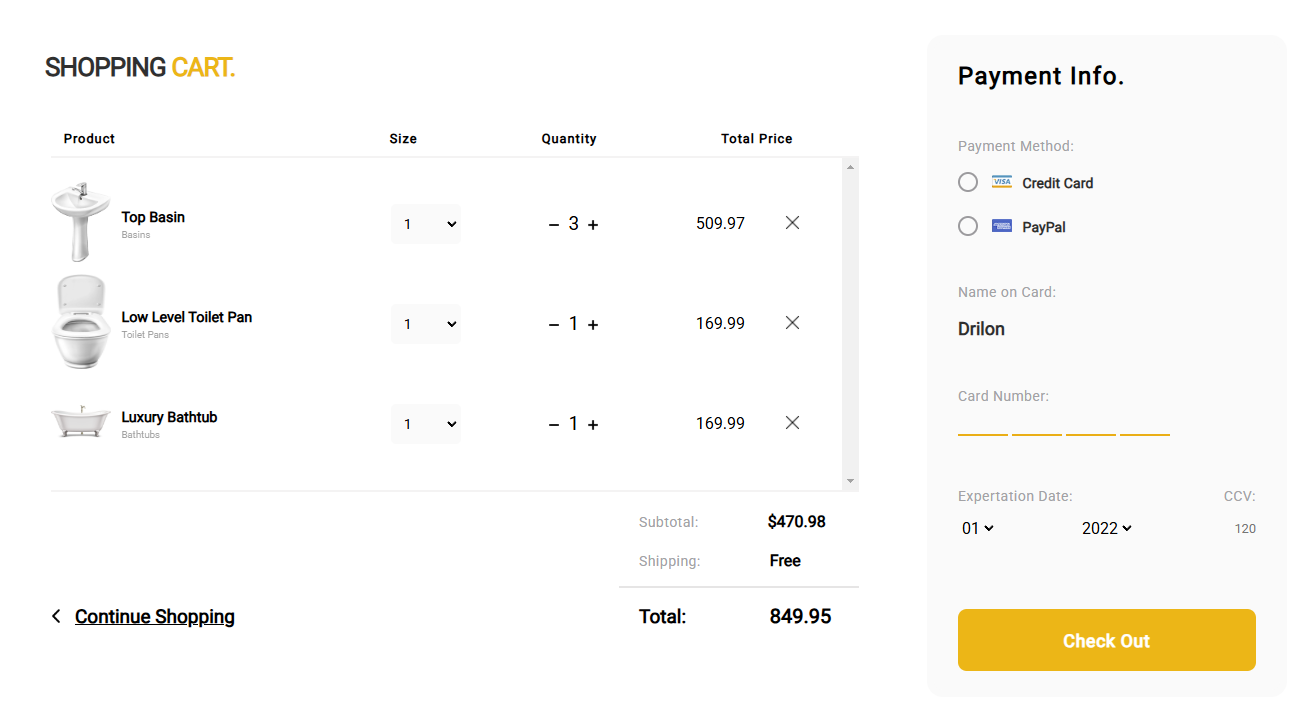 SHOPPING CART.
Product Size Quantity Total Price
Top Basin
Basins
1 – 3 + 509.97
Low Level Toilet Pan
Toilet Pans
1 – 1 + 169.99
Luxury Bathtub
Bathtubs
1 – 1 + 169.99
Subtotal: $470.98
Shipping: Free
Continue Shopping
Total: 849.95
Payment Info.
Payment Method:
VISA Credit Card
PayPal
Name on Card:
Drilon
Card Number:
Expertation Date: CCV:
01 2022 120
Check Out